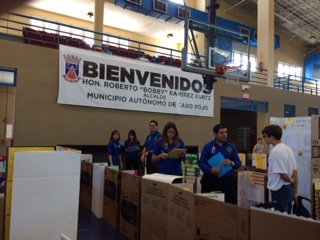 BIENVENIDOS
HON. ROBERTO "BOBBY" RAMÍREZ KURTZ
ALCALDE
MUNICIPIO AUTÓNOMO DE CABO ROJO